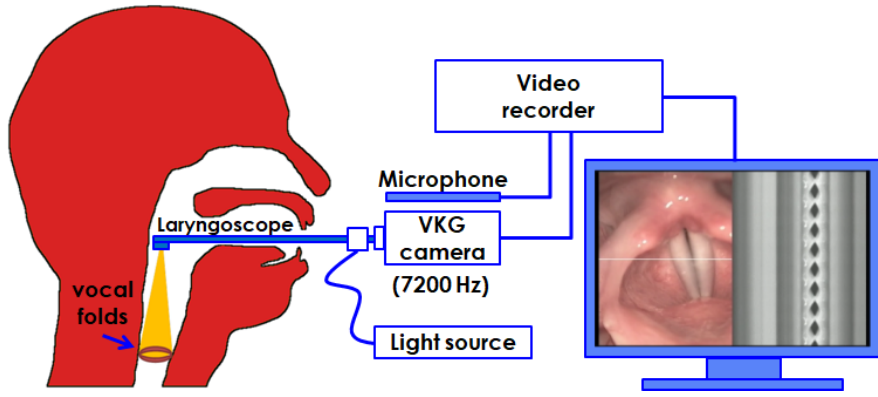 Video
recorder
Microphone
Laryngoscope
VKG
camera
(7200 Hz)
vocal
folds
Light source